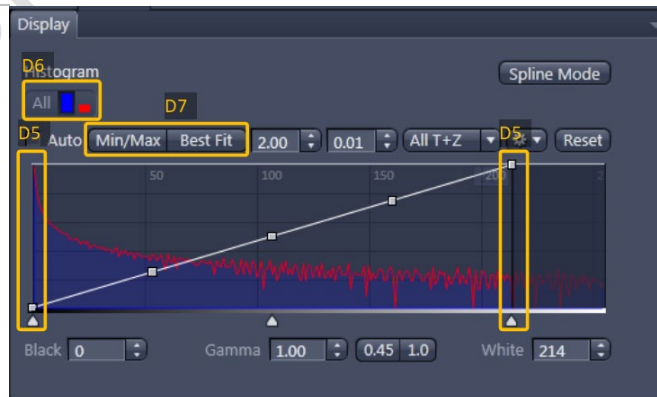 Display
D6
Histogram
Spline Mode
All
D7
D5 Auto Min/Max Best Fit 2.00 0.01 All T+Z D5 Reset
50 100 150 200 2
Black 0 Gamma 1.00 0.45 1.0 White 214